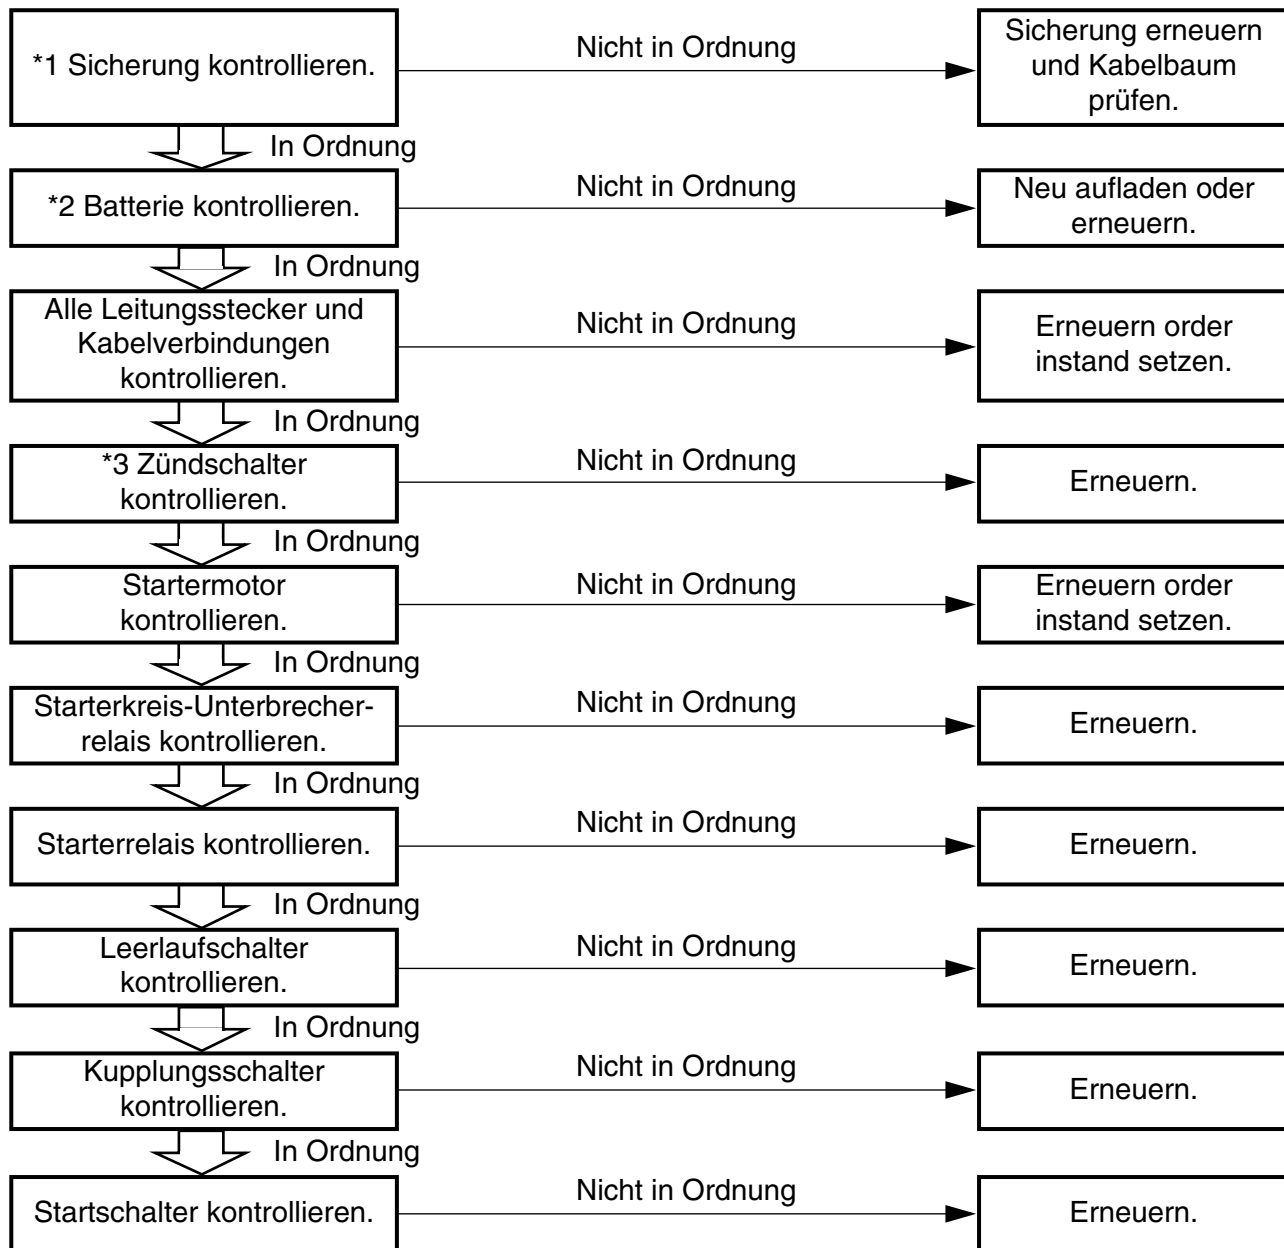 *1 Sicherung kontrollieren.
Nicht in Ordnung
Sicherung erneuern
und Kabelbaum
prüfen.
In Ordnung
*2 Batterie kontrollieren.
Nicht in Ordnung
Neu aufladen oder
erneuern.
In Ordnung
Alle Leitungsstecker und
Kabelverbindungen
kontrollieren.
Nicht in Ordnung
Erneuern order
instand setzen.
In Ordnung
*3 Zündschalter
kontrollieren.
Nicht in Ordnung
Erneuern.
In Ordnung
Startermotor
kontrollieren.
Nicht in Ordnung
Erneuern order
instand setzen.
In Ordnung
Starterkreis-Unterbrecher-
relais kontrollieren.
Nicht in Ordnung
Erneuern.
In Ordnung
Starterrelais kontrollieren.
Nicht in Ordnung
Erneuern.
In Ordnung
Leerlaufschalter
kontrollieren.
Nicht in Ordnung
Erneuern.
In Ordnung
Kupplungsschalter
kontrollieren.
Nicht in Ordnung
Erneuern.
In Ordnung
Startschalter kontrollieren.
Nicht in Ordnung
Erneuern.